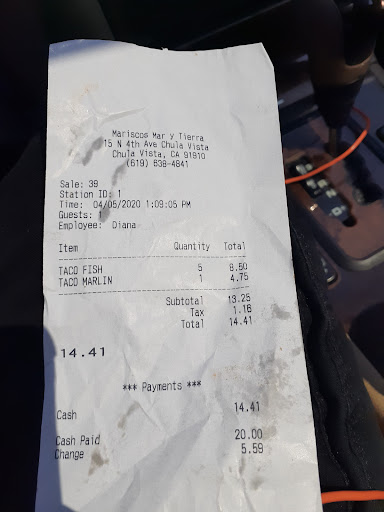 Mariscos Mar y Tierra
15 N 4th Ave Chula Vista
Chula Vista, CA 91910
(619) 638-4841
Sale: 39
Station ID: 1
Time: 04/05/2020 1:09:05 PM
Guests: 1
Employee: Diana
Item Quantity Total
TACO FISH 5 8.50
TACO MARLIN 1 4.75
Subtotal 13.25
Tax 1.16
Total 14.41
14.41
*** Payments ***
Cash 14.41
Cash Paid 20.00
Change 5.59